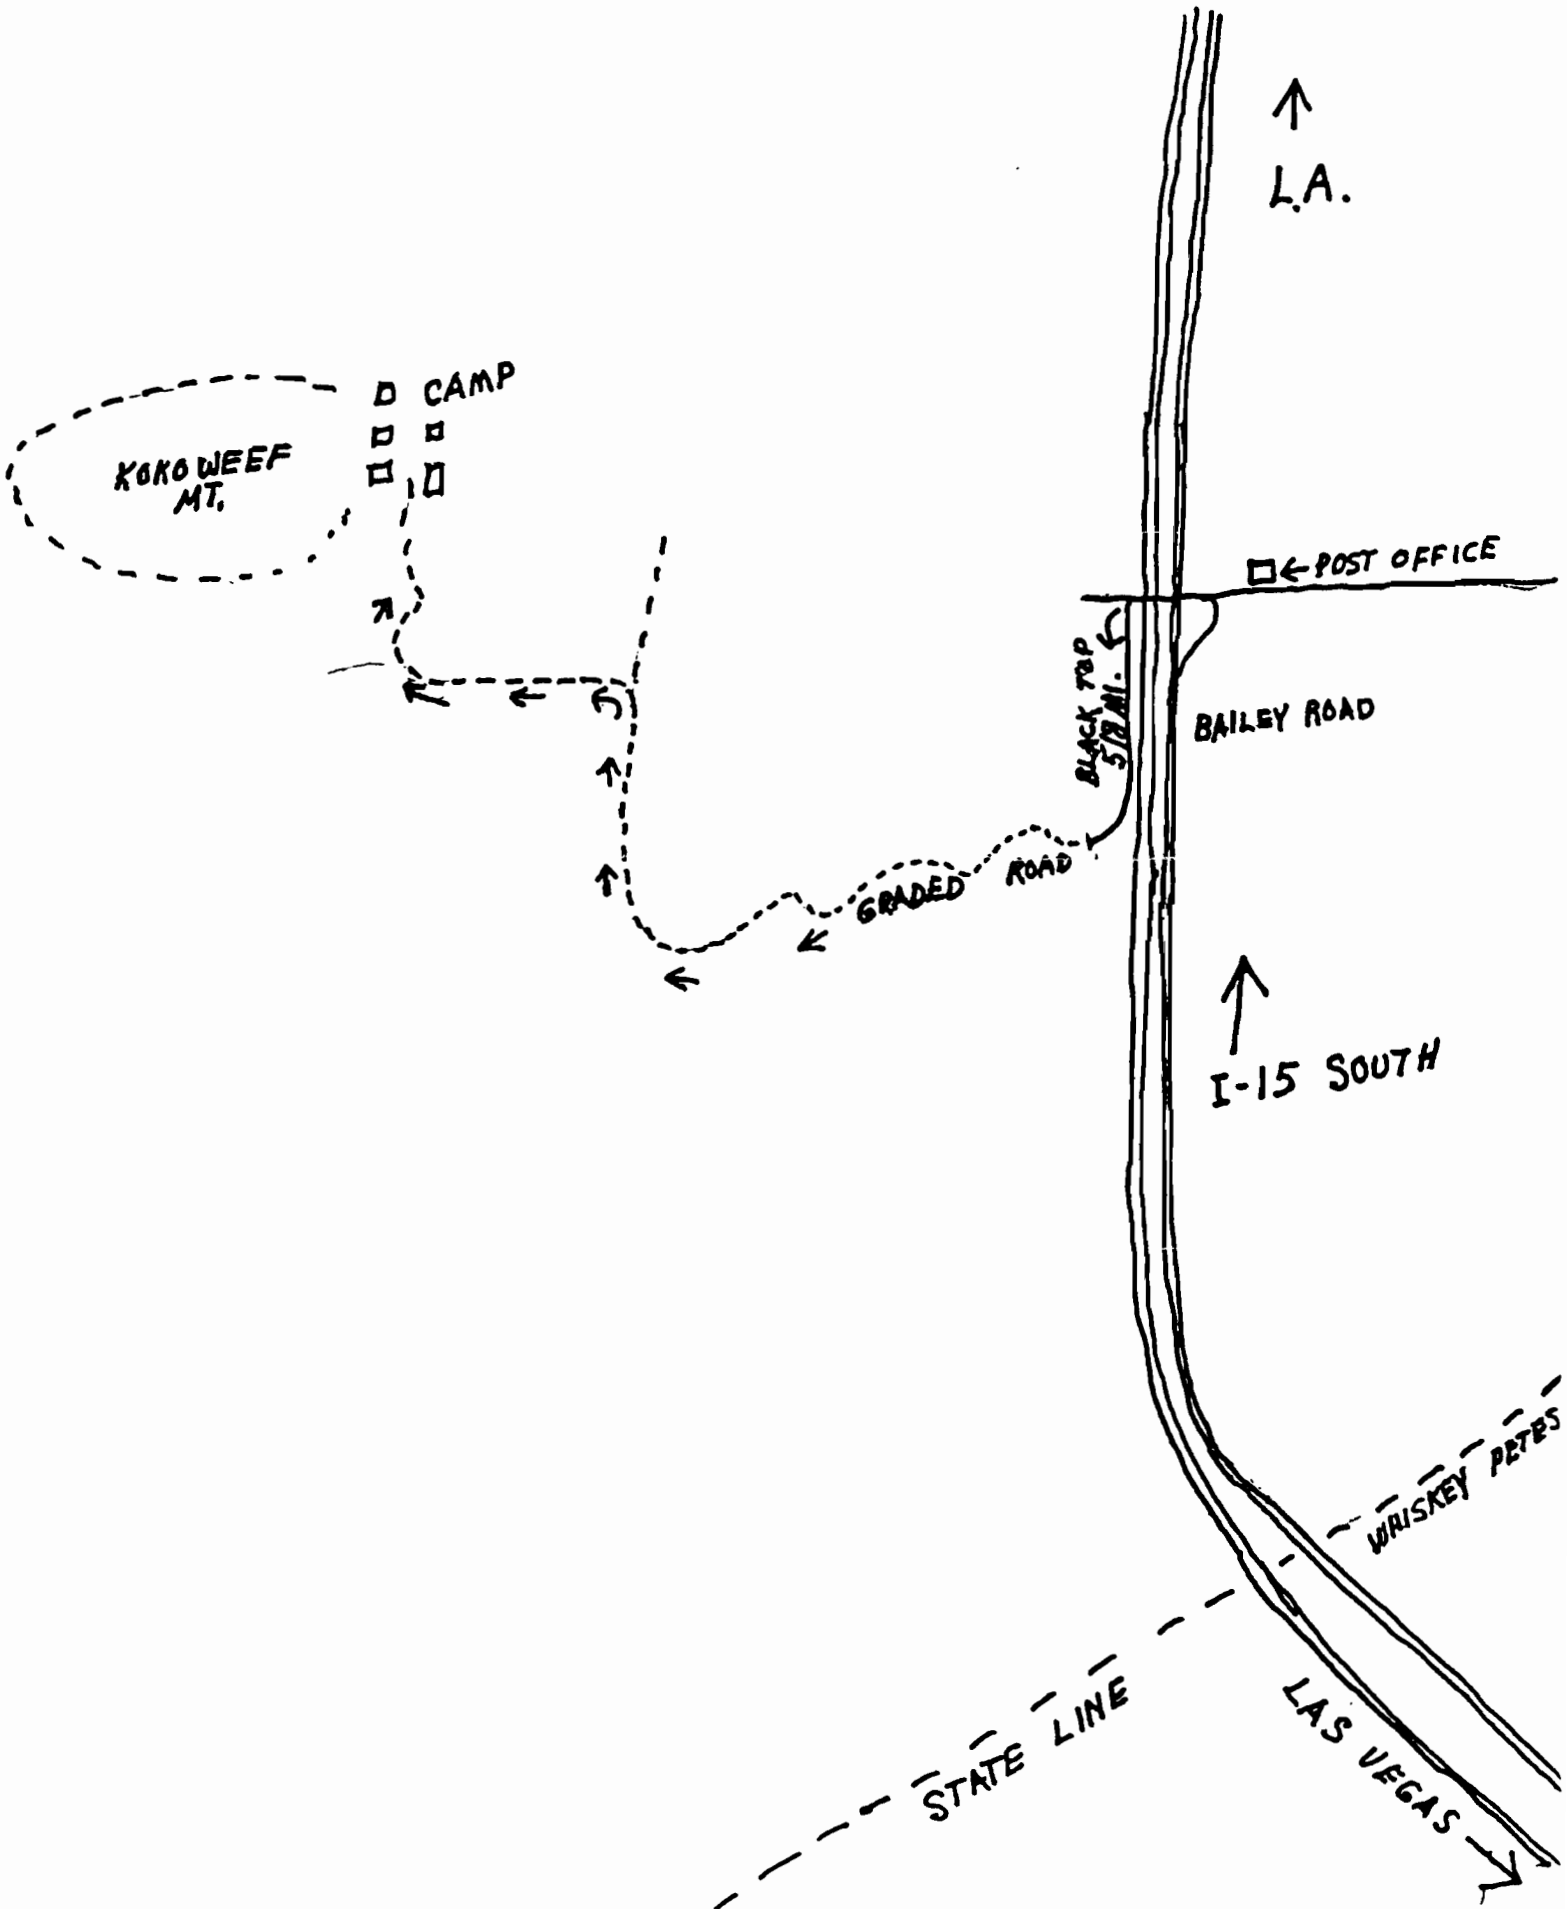 L.A.
CAMP
KOKOWEEF
MT.
POST OFFICE
BLACK TOP
MI.
BAILEY ROAD
GRADED ROAD
I-15 SOUTH
WHISKEY PETES
STATE LINE
LAS VEGAS